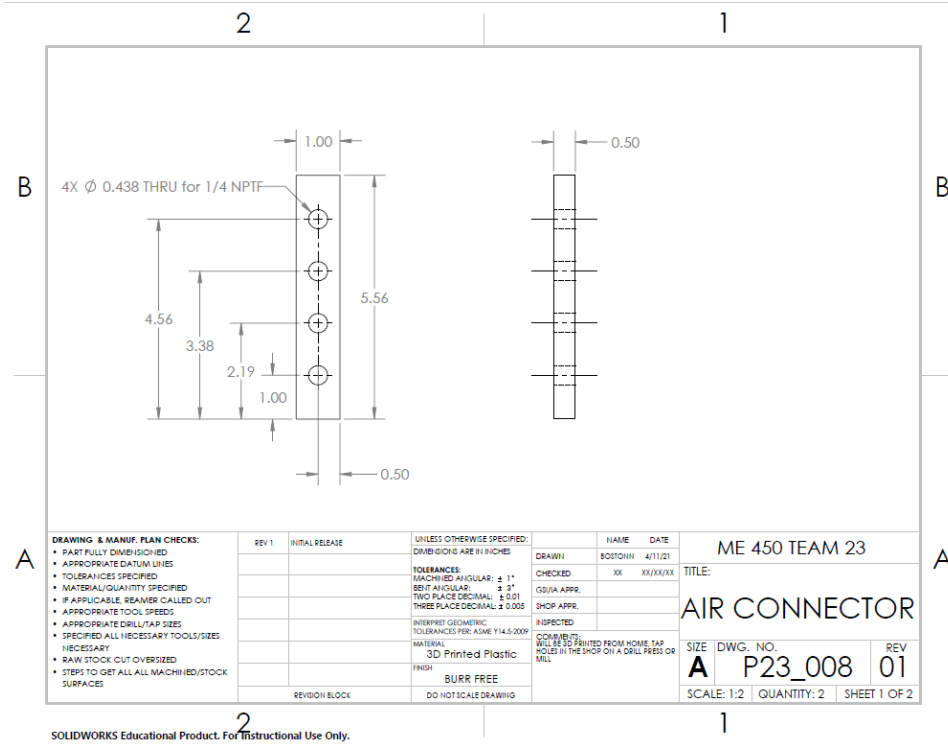 2
1
1.00
0.50
B
4X Ø 0.438 THRU for 1/4 NPTF
B
4.56
3.38
5.56
2.19
1.00
0.50
A
A
DRAWING & MANUF. PLAN CHECKS:
• PART FULLY DIMENSIONED
• APPROPRIATE DATUM LINES
• TOLERANCES SPECIFIED
• MATERIAL/QUANTITY SPECIFIED
• IF APPLICABLE, REAMER CALLED OUT
• APPROPRIATE TOOL SPEEDS
• APPROPRIATE DRILL/TAP SIZES
• SPECIFIED ALL NECESSARY TOOLS/SIZES
NECESSARY
• RAW STOCK CUT OVERSIZED
• STEPS TO GET ALL ALL MACHINED/STOCK
SURFACES
REV 1 INITIAL RELEASE
REVISION BLOCK
UNLESS OTHERWISE SPECIFIED:
DIMENSIONS ARE IN INCHES
TOLERANCES:
MACHINED ANGULAR: ± 1°
BENT ANGULAR: ± 3°
TWO PLACE DECIMAL: ± 0.01
THREE PLACE DECIMAL: ± 0.005
INTERPRET GEOMETRIC
TOLERANCES PER: ASME Y14.5-2009
MATERIAL
3D Printed Plastic
FINISH
BURR FREE
DO NOT SCALE DRAWING
NAME DATE
DRAWN BOSTONN 4/11/21
CHECKED XX XX/XX/XX
GSI/IA APPR.
SHOP APPR.
INSPECTED
COMMENTS:
WILL BE 3D PRINTED FROM HOME, TAP
HOLES IN THE SHOP ON A DRILL PRESS OR
MILL
ME 450 TEAM 23
TITLE:
AIR CONNECTOR
SIZE DWG. NO. REV
A P23_008 01
SCALE: 1:2 QUANTITY: 2 SHEET 1 OF 2
2
1
SOLIDWORKS Educational Product. For Instructional Use Only.